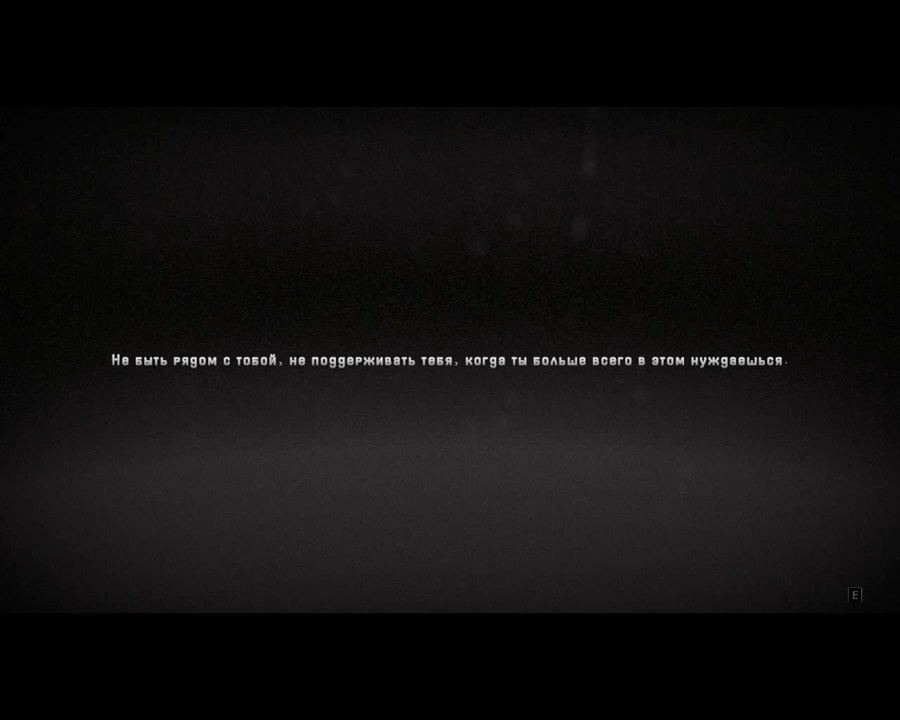 Не быть рядом с тобой, не поддерживать тебя, когда ты больше всего в этом нуждаешься.
E